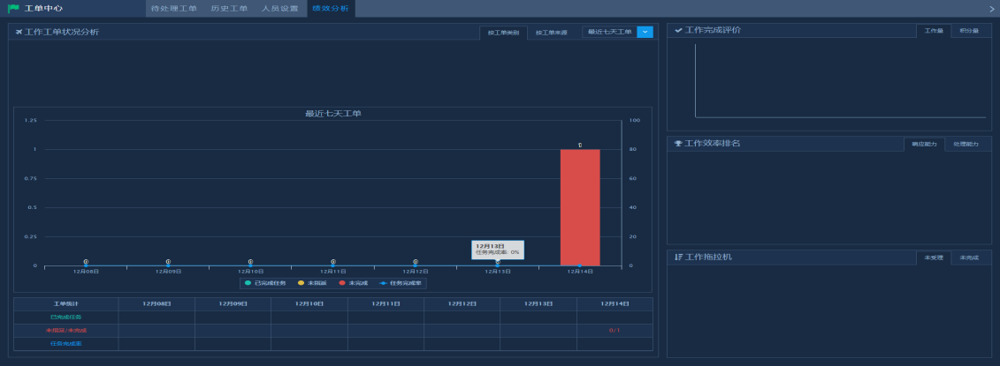 工单中心 待处理工单 历史工单 人员设置 绩效分析
工作工单状况分析 按工单类别 按工单来源 最近七天工单
最近七天工单
1.25 100
1 80
0.75 60
0.5 40
0.25 20
0 0
1
0 0 0 0 0 0
12月13日
任务完成率: 0%
12月08日 12月09日 12月10日 12月11日 12月12日 12月13日 12月14日
已完成任务 未指派 未完成 任务完成率
工单统计 12月08日 12月09日 12月10日 12月11日 12月12日 12月13日 12月14日
已完成任务
未指派/未完成 0/1
任务完成率
工作完成评价 工作量 积分量
工作效率排名 响应能力 处理能力
工作拖拉机 未受理 未完成